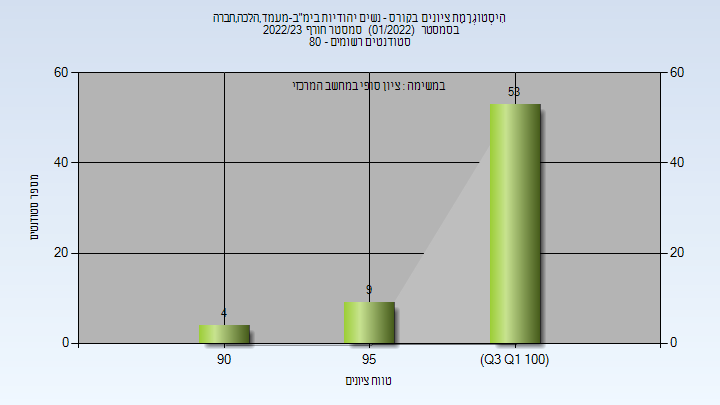 היסטוגרמת ציונים בקורס - נשים יהודיות בימ"ב-מעמד,הלכה,חברה
בסמסטר (01/2022) סמסטר חורף 2022/23
סטודנטים רשומים - 80
במשימה : ציון סופי במחשב המרכזי
60
60
53
40
40
מספר סטודנטים
20
20
9
4
0
0
90
95
(Q3 Q1 100)
טווח ציונים